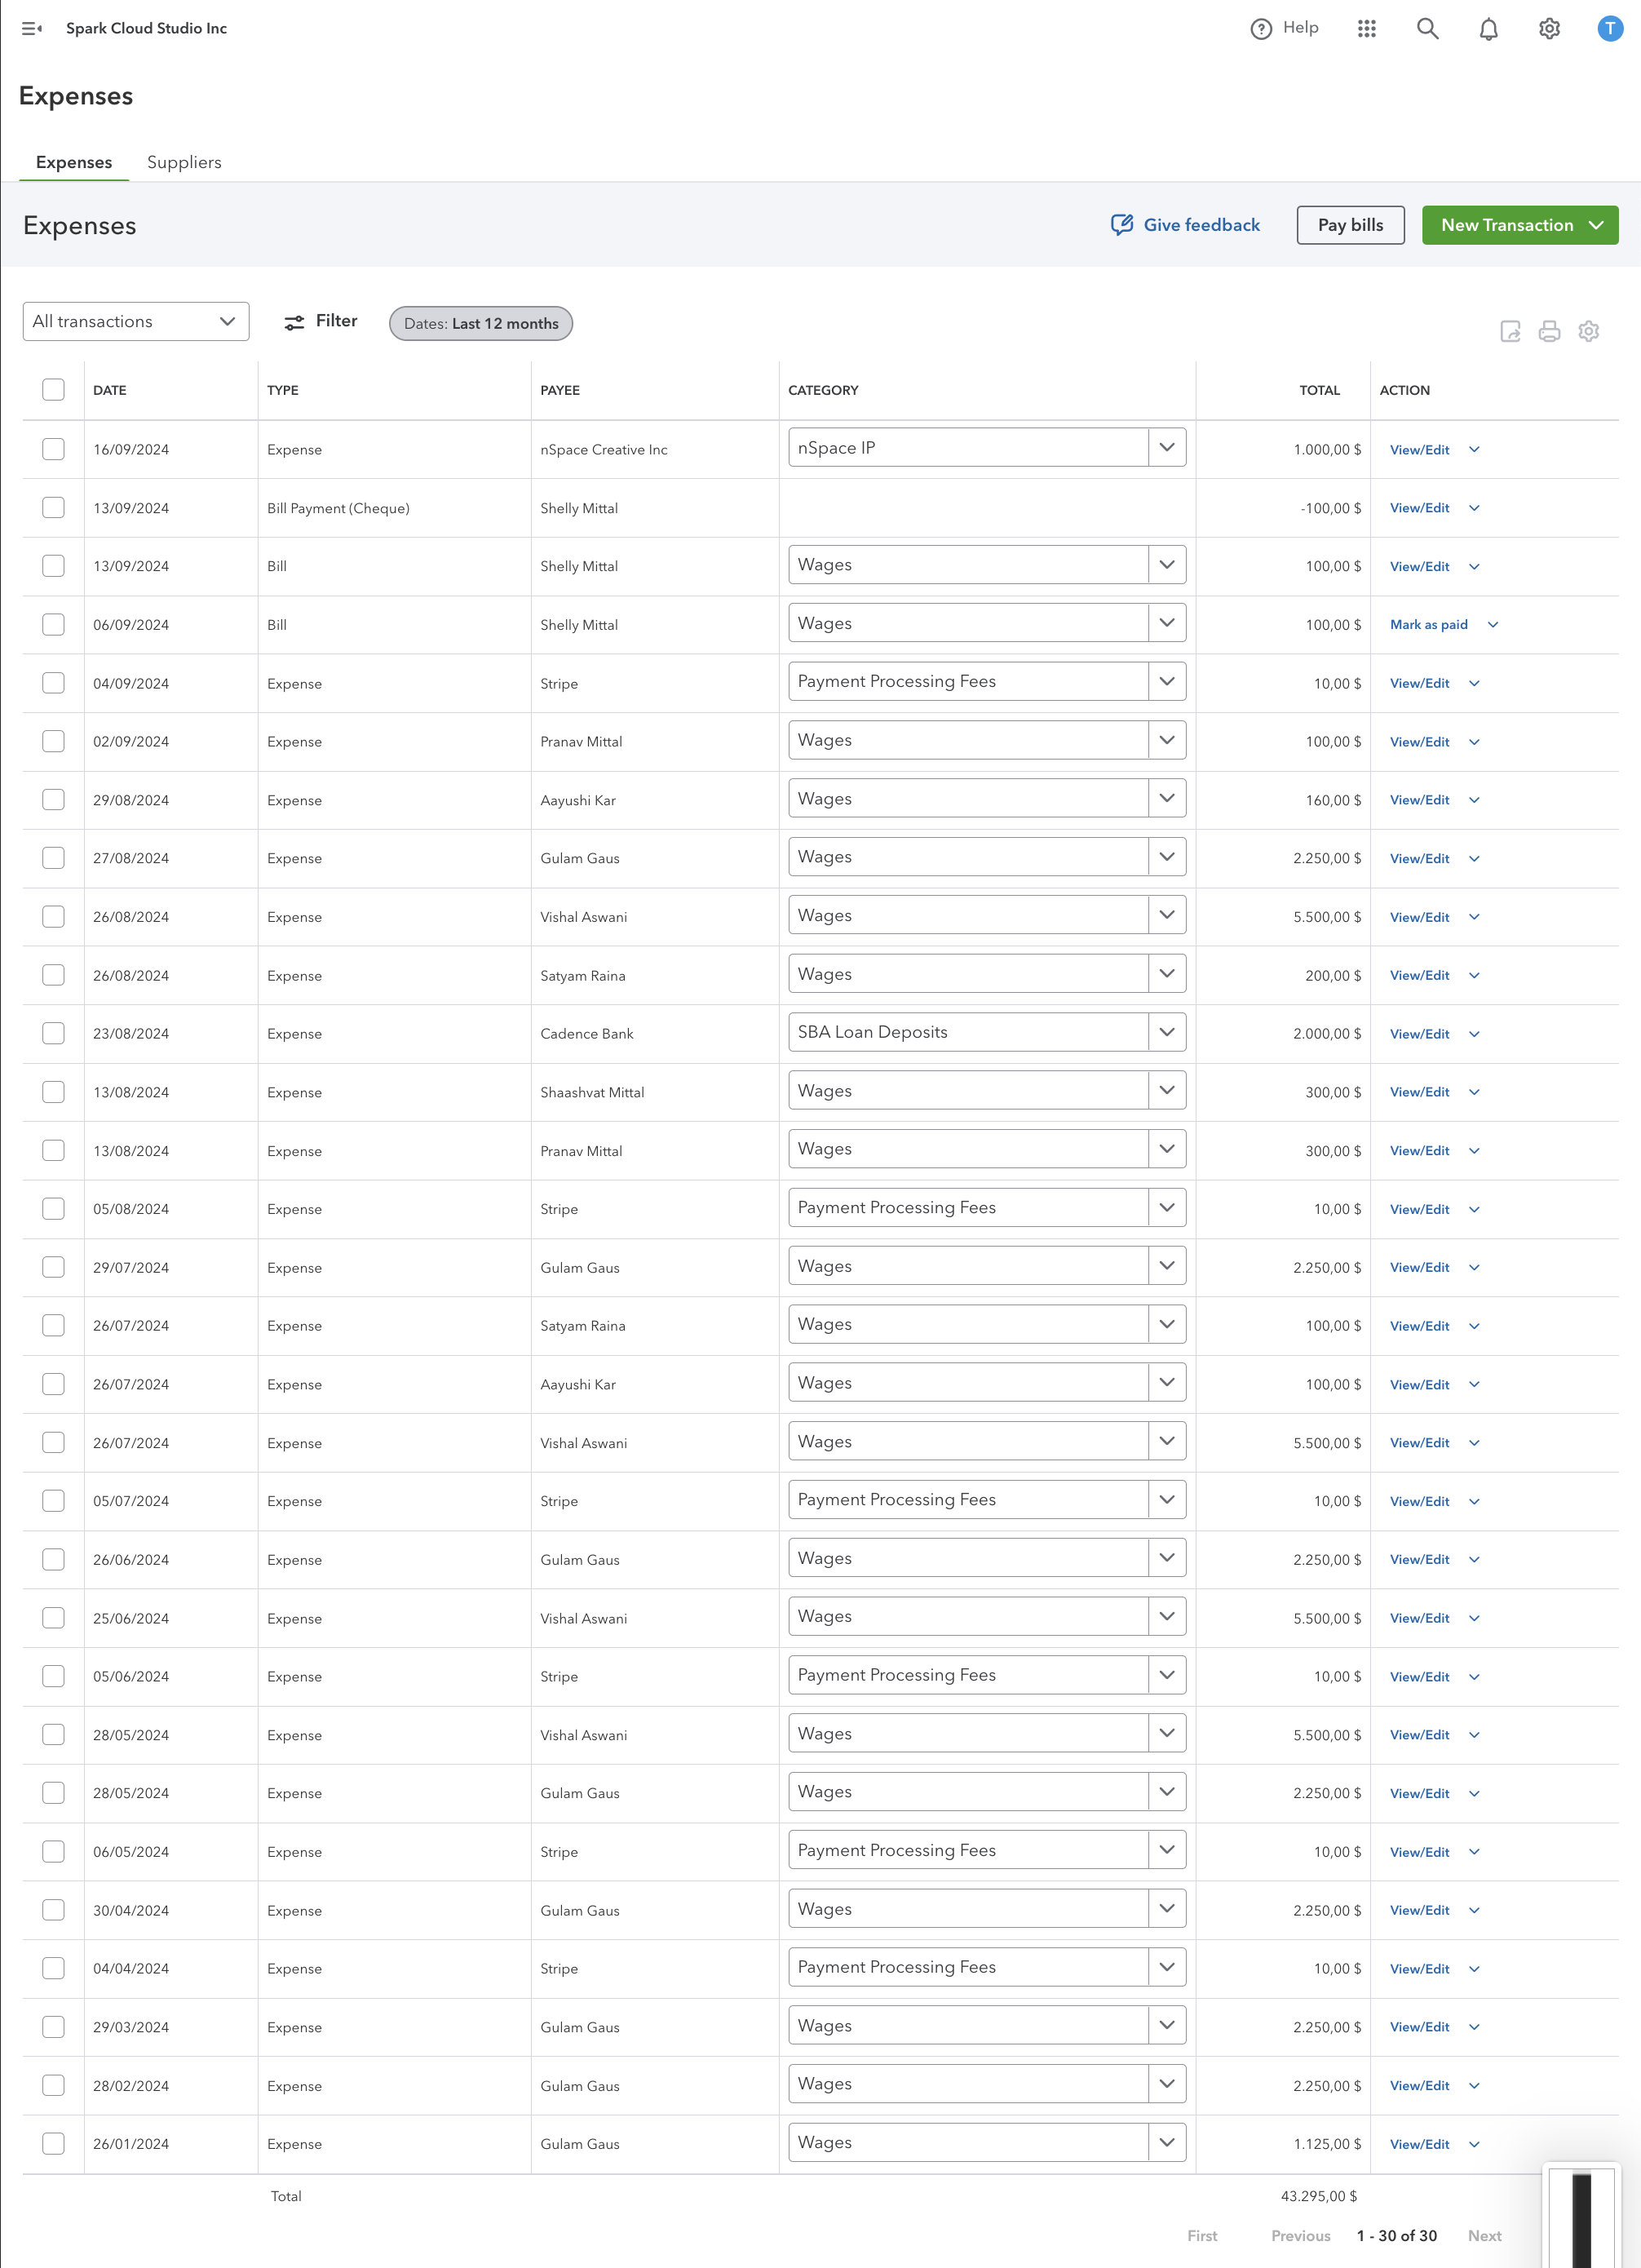 Spark Cloud Studio Inc Help T
Expenses
Expenses Suppliers
Expenses Give feedback Pay bills New Transaction
All transactions Filter Dates: Last 12 months
DATE TYPE PAYEE CATEGORY TOTAL ACTION
16/09/2024 Expense nSpace Creative Inc nSpace IP 1.000,00 $ View/Edit
13/09/2024 Bill Payment (Cheque) Shelly Mittal -100,00 $ View/Edit
13/09/2024 Bill Shelly Mittal Wages 100,00 $ View/Edit
06/09/2024 Bill Shelly Mittal Wages 100,00 $ Mark as paid
04/09/2024 Expense Stripe Payment Processing Fees 10,00 $ View/Edit
02/09/2024 Expense Pranav Mittal Wages 100,00 $ View/Edit
29/08/2024 Expense Aayushi Kar Wages 160,00 $ View/Edit
27/08/2024 Expense Gulam Gaus Wages 2.250,00 $ View/Edit
26/08/2024 Expense Vishal Aswani Wages 5.500,00 $ View/Edit
26/08/2024 Expense Satyam Raina Wages 200,00 $ View/Edit
23/08/2024 Expense Cadence Bank SBA Loan Deposits 2.000,00 $ View/Edit
13/08/2024 Expense Shaashvat Mittal Wages 300,00 $ View/Edit
13/08/2024 Expense Pranav Mittal Wages 300,00 $ View/Edit
05/08/2024 Expense Stripe Payment Processing Fees 10,00 $ View/Edit
29/07/2024 Expense Gulam Gaus Wages 2.250,00 $ View/Edit
26/07/2024 Expense Satyam Raina Wages 100,00 $ View/Edit
26/07/2024 Expense Aayushi Kar Wages 100,00 $ View/Edit
26/07/2024 Expense Vishal Aswani Wages 5.500,00 $ View/Edit
05/07/2024 Expense Stripe Payment Processing Fees 10,00 $ View/Edit
26/06/2024 Expense Gulam Gaus Wages 2.250,00 $ View/Edit
25/06/2024 Expense Vishal Aswani Wages 5.500,00 $ View/Edit
05/06/2024 Expense Stripe Payment Processing Fees 10,00 $ View/Edit
28/05/2024 Expense Vishal Aswani Wages 5.500,00 $ View/Edit
28/05/2024 Expense Gulam Gaus Wages 2.250,00 $ View/Edit
06/05/2024 Expense Stripe Payment Processing Fees 10,00 $ View/Edit
30/04/2024 Expense Gulam Gaus Wages 2.250,00 $ View/Edit
04/04/2024 Expense Stripe Payment Processing Fees 10,00 $ View/Edit
29/03/2024 Expense Gulam Gaus Wages 2.250,00 $ View/Edit
28/02/2024 Expense Gulam Gaus Wages 2.250,00 $ View/Edit
26/01/2024 Expense Gulam Gaus Wages 1.125,00 $ View/Edit
Total 43.295,00 $
First Previous 1 - 30 of 30 Next